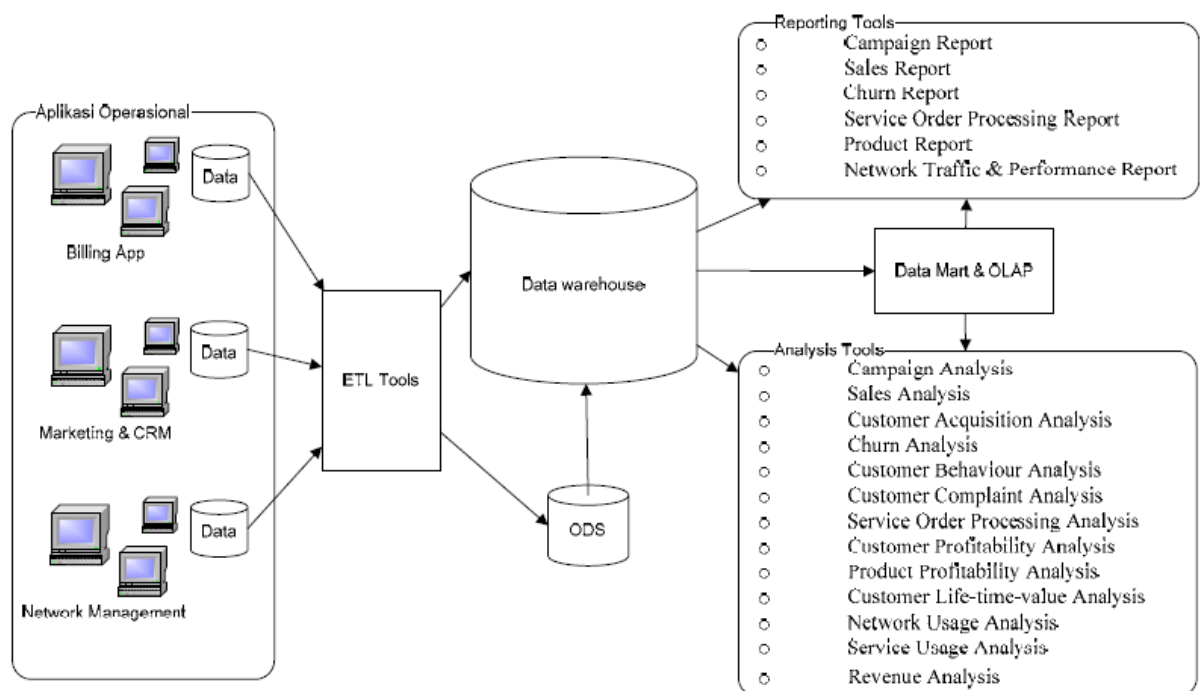 Aplikasi Operasional
Data
Billing App
Data
Marketing & CRM
Data
Network Management
ETL Tools
Data warehouse
ODS
Reporting Tools
Campaign Report
Sales Report
Churn Report
Service Order Processing Report
Product Report
Network Traffic & Performance Report
Data Mart & OLAP
Analysis Tools
Campaign Analysis
Sales Analysis
Customer Acquisition Analysis
Churn Analysis
Customer Behaviour Analysis
Customer Complaint Analysis
Service Order Processing Analysis
Customer Profitability Analysis
Product Profitability Analysis
Customer Life-time-value Analysis
Network Usage Analysis
Service Usage Analysis
Revenue Analysis